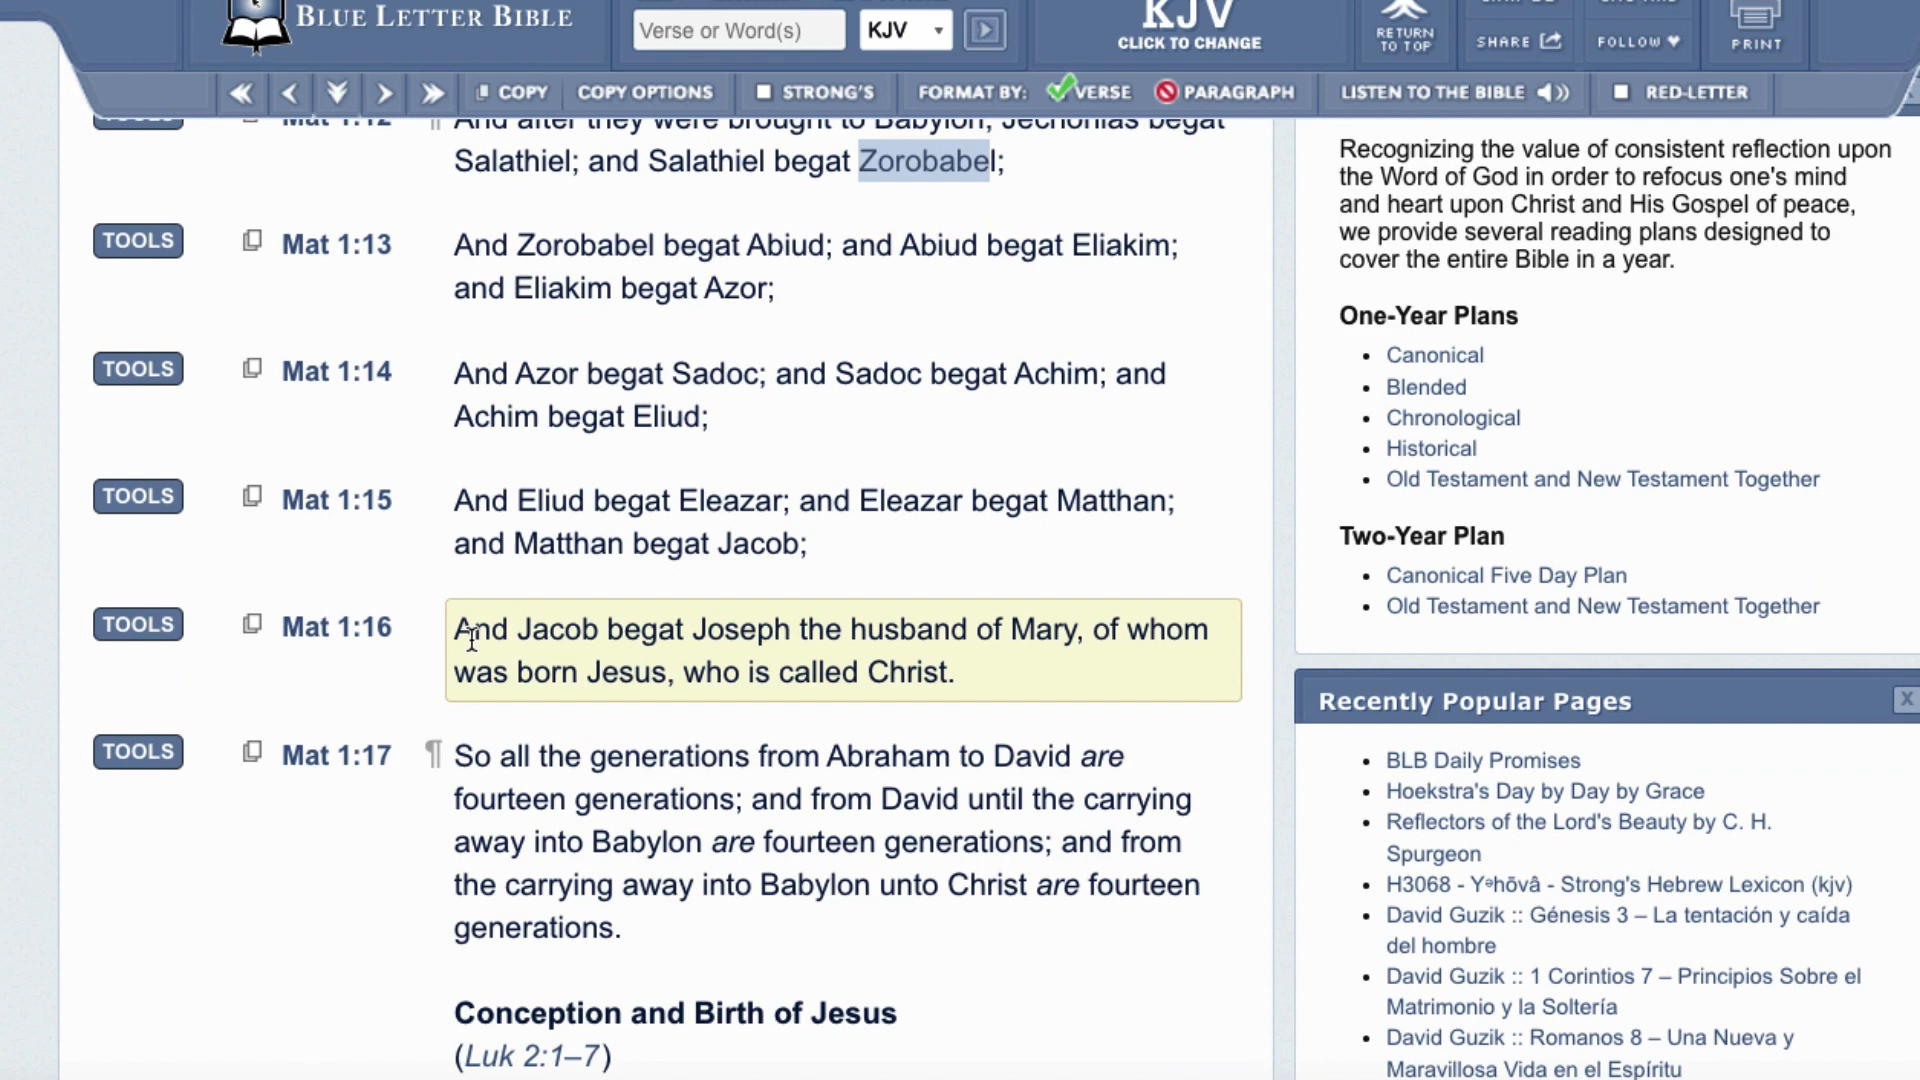 BLUE LETTER BIBLE
Verse or Word(s)
KJV
KJV
CLICK TO CHANGE
RETURN
TO TOP
SHARE
FOLLOW
PRINT
COPY
COPY OPTIONS
STRONG'S
FORMAT BY:
VERSE
PARAGRAPH
LISTEN TO THE BIBLE
RED-LETTER
TOOLS
Mat 1:12
¶ And after they were brought to Babylon, Jechonias begat
Salathiel; and Salathiel begat Zorobabel;
TOOLS
Mat 1:13
And Zorobabel begat Abiud; and Abiud begat Eliakim;
and Eliakim begat Azor;
TOOLS
Mat 1:14
And Azor begat Sadoc; and Sadoc begat Achim; and
Achim begat Eliud;
TOOLS
Mat 1:15
And Eliud begat Eleazar; and Eleazar begat Matthan;
and Matthan begat Jacob;
TOOLS
Mat 1:16
And Jacob begat Joseph the husband of Mary, of whom
was born Jesus, who is called Christ.
TOOLS
Mat 1:17
¶ So all the generations from Abraham to David are
fourteen generations; and from David until the carrying
away into Babylon are fourteen generations; and from
the carrying away into Babylon unto Christ are fourteen
generations.
Conception and Birth of Jesus
(Luk 2:1–7)
Recognizing the value of consistent reflection upon
the Word of God in order to refocus one's mind
and heart upon Christ and His Gospel of peace,
we provide several reading plans designed to
cover the entire Bible in a year.
One-Year Plans
• Canonical
• Blended
• Chronological
• Historical
• Old Testament and New Testament Together
Two-Year Plan
• Canonical Five Day Plan
• Old Testament and New Testament Together
Recently Popular Pages
X
• BLB Daily Promises
• Hoekstra's Day by Day by Grace
• Reflectors of the Lord's Beauty by C. H.
Spurgeon
• H3068 - Yᵊhōvâ - Strong's Hebrew Lexicon (kjv)
• David Guzik :: Génesis 3 – La tentación y caída
del hombre
• David Guzik :: 1 Corintios 7 – Principios Sobre el
Matrimonio y la Soltería
• David Guzik :: Romanos 8 – Una Nueva y
Maravillosa Vida en el Espíritu